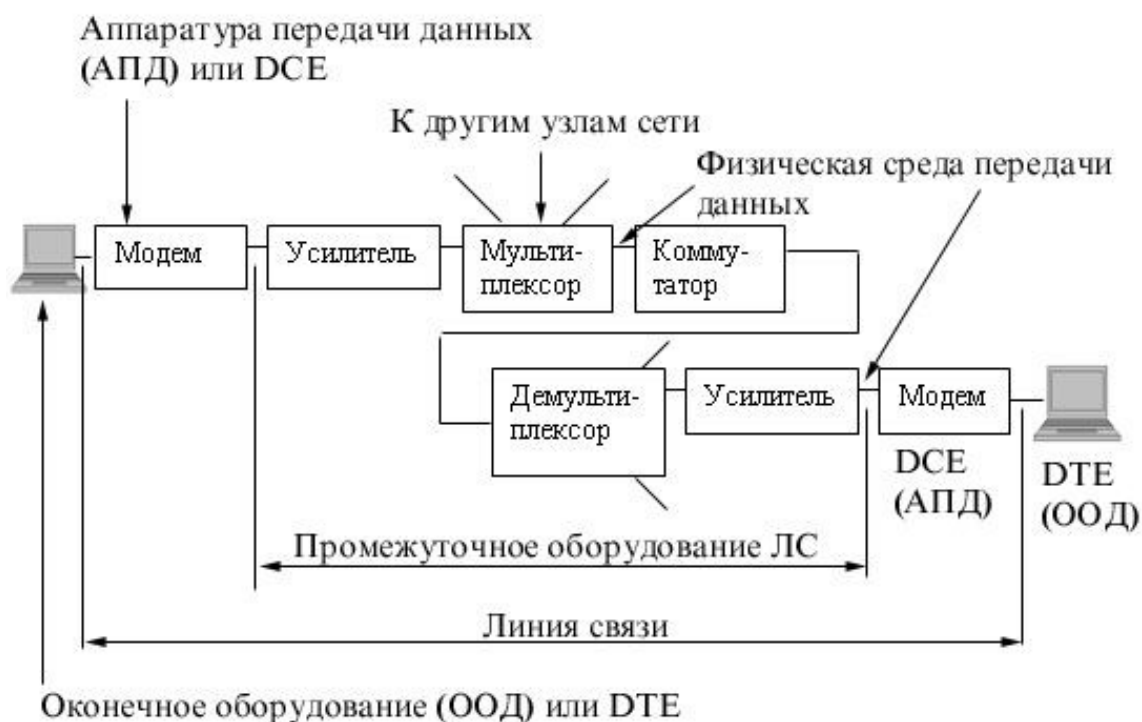 Аппаратура передачи данных
(АПД) или DCE
К другим узлам сети
Физическая среда передачи
данных
Модем
Усилитель
Мульти-
плексор
Комму-
татор
Демульти-
плексор
Усилитель
Модем
DCE
(АПД)
DTE
(ООД)
Промежуточное оборудование ЛС
Линия связи
Оконечное оборудование (ООД) или DTE